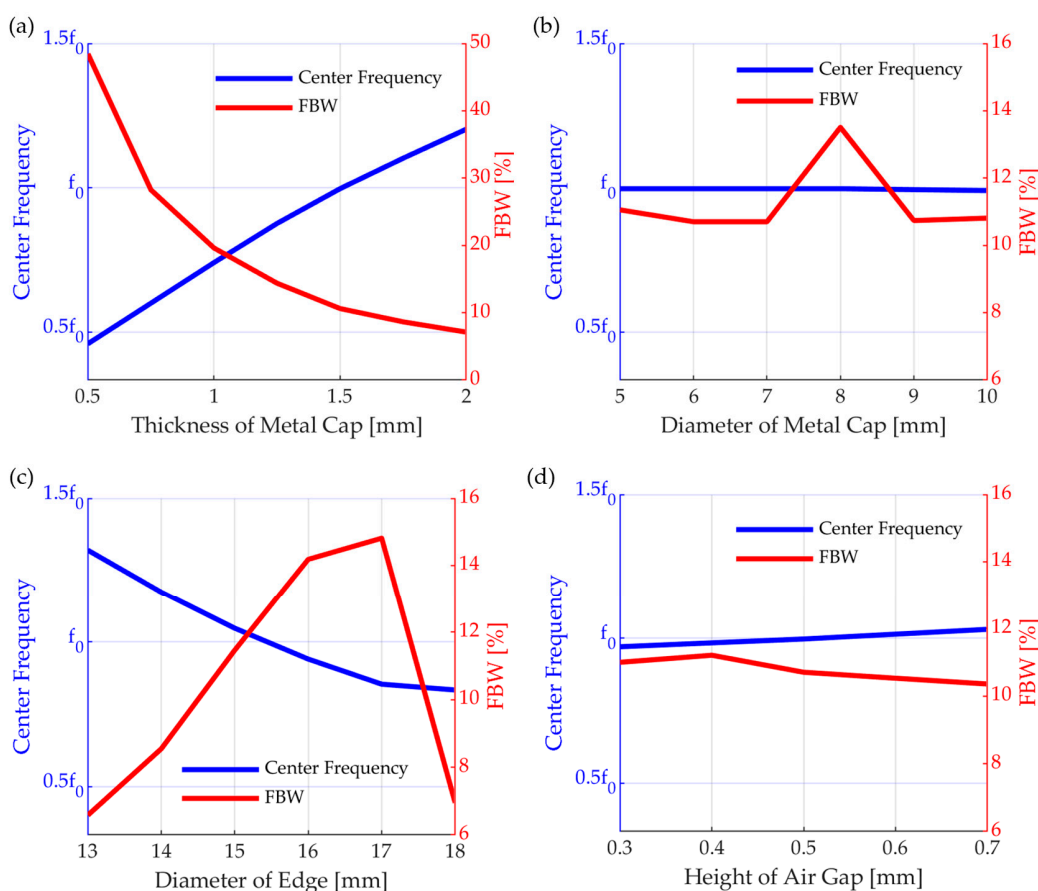 (a)
1.5f0
f0
0.5f0
Center Frequency
Center Frequency
FBW
50
40
30
20
10
0
FBW [%]
0.5
1
1.5
2
Thickness of Metal Cap [mm]
(b)
1.5f0
f0
0.5f0
Center Frequency
Center Frequency
FBW
16
14
12
10
8
6
FBW [%]
5
6
7
8
9
10
Diameter of Metal Cap [mm]
(c)
1.5f0
f0
0.5f0
Center Frequency
Center Frequency
FBW
16
14
12
10
8
6
FBW [%]
13
14
15
16
17
18
Diameter of Edge [mm]
(d)
1.5f0
f0
0.5f0
Center Frequency
Center Frequency
FBW
16
14
12
10
8
6
FBW [%]
0.3
0.4
0.5
0.6
0.7
Height of Air Gap [mm]